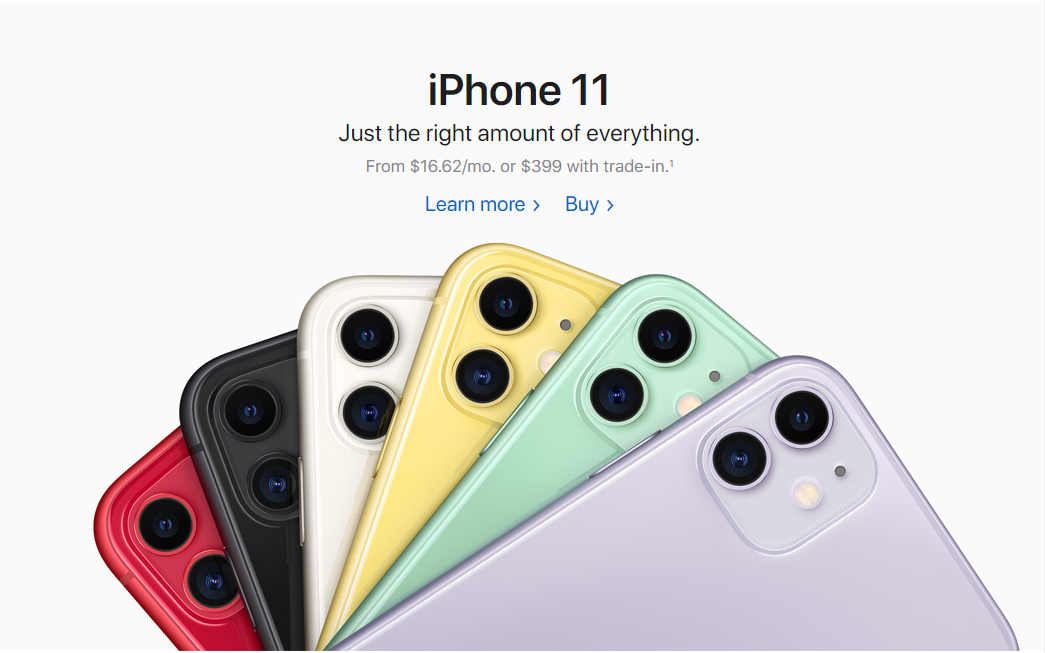 iPhone 11
Just the right amount of everything.
From $16.62/mo. or $399 with trade-in.¹
Learn more > Buy >